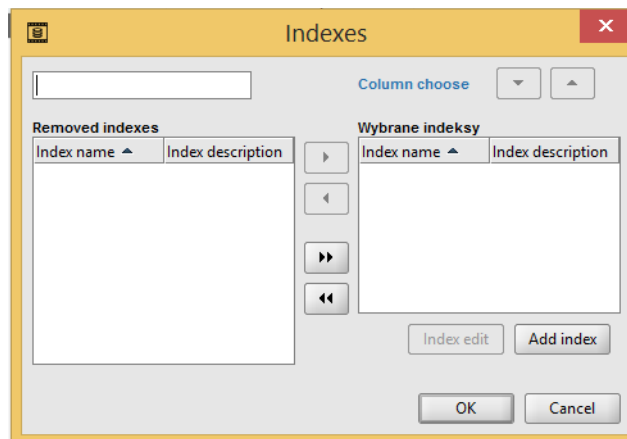 Indexes
Column choose
Removed indexes
Wybrane indeksy
Index name Index description
Index name Index description
Index edit
Add index
OK
Cancel